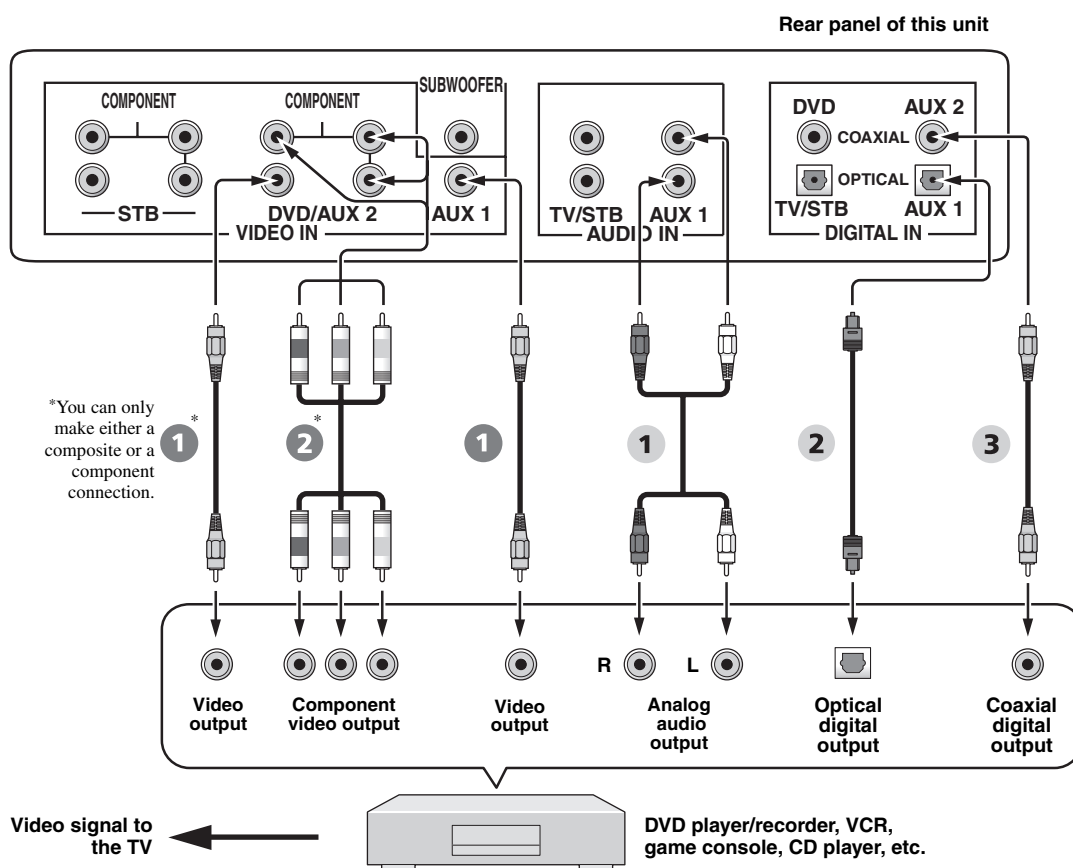 Rear panel of this unit
COMPONENT
COMPONENT
SUBWOOFER
STB
DVD/AUX 2
AUX 1
VIDEO IN
TV/STB
AUX 1
AUDIO IN
DVD
AUX 2
COAXIAL
OPTICAL
TV/STB
AUX 1
DIGITAL IN
*You can only
make either a
composite or a
component
connection.
1*
2*
1
1
2
3
R
L
Video
output
Component
video output
Video
output
Analog
audio
output
Optical
digital
output
Coaxial
digital
output
Video signal to
the TV
DVD player/recorder, VCR,
game console, CD player, etc.